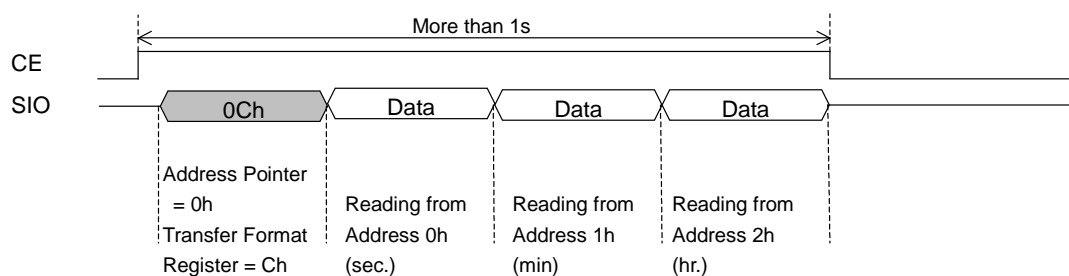 More than 1s
CE
SIO
0Ch
Data
Data
Data
Address Pointer
= 0h
Transfer Format
Register = Ch
Reading from
Address 0h
(sec.)
Reading from
Address 1h
(min)
Reading from
Address 2h
(hr.)